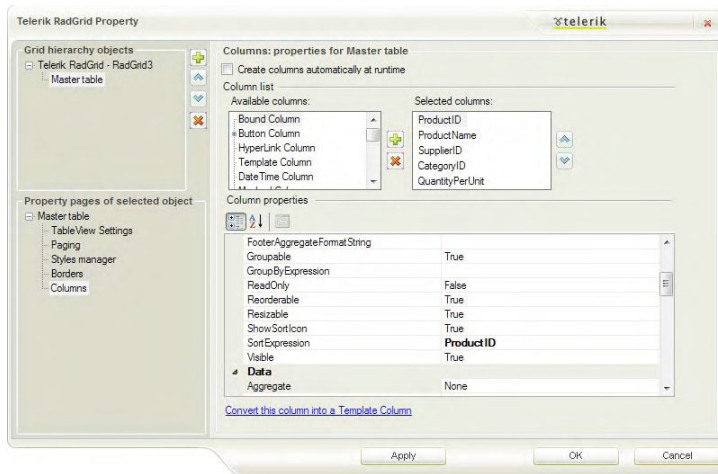 Telerik RadGrid Property
telerik
Grid hierarchy objects
Telerik RadGrid - RadGrid3
Master table
Property pages of selected object
Master table
TableView Settings
Paging
Styles manager
Borders
Columns
Columns: properties for Master table
Create columns automatically at runtime
Column list
Available columns:
Bound Column
Button Column
HyperLink Column
Template Column
DateTime Column
Selected columns:
ProductID
ProductName
SupplierID
CategoryID
QuantityPerUnit
Column properties
FooterAggregateFormatString
Groupable True
GroupByExpression
ReadOnly False
Reorderable True
Resizable True
ShowSortIcon True
SortExpression ProductID
Visible True
Data
Aggregate None
Convert this column into a Template Column
Apply OK Cancel